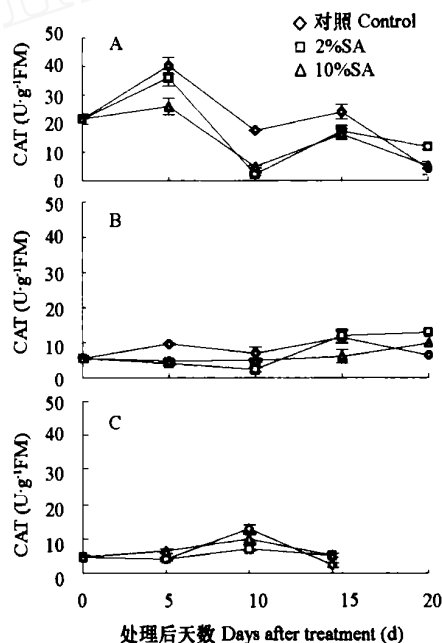 ◇ 对照 Control
□ 2%SA
△ 10%SA
A
CAT (U·g⁻¹FM)
50
40
30
20
10
0
B
CAT (U·g⁻¹FM)
50
40
30
20
10
0
C
CAT (U·g⁻¹FM)
50
40
30
20
10
0
0 5 10 15 20
处理后天数 Days after treatment (d)